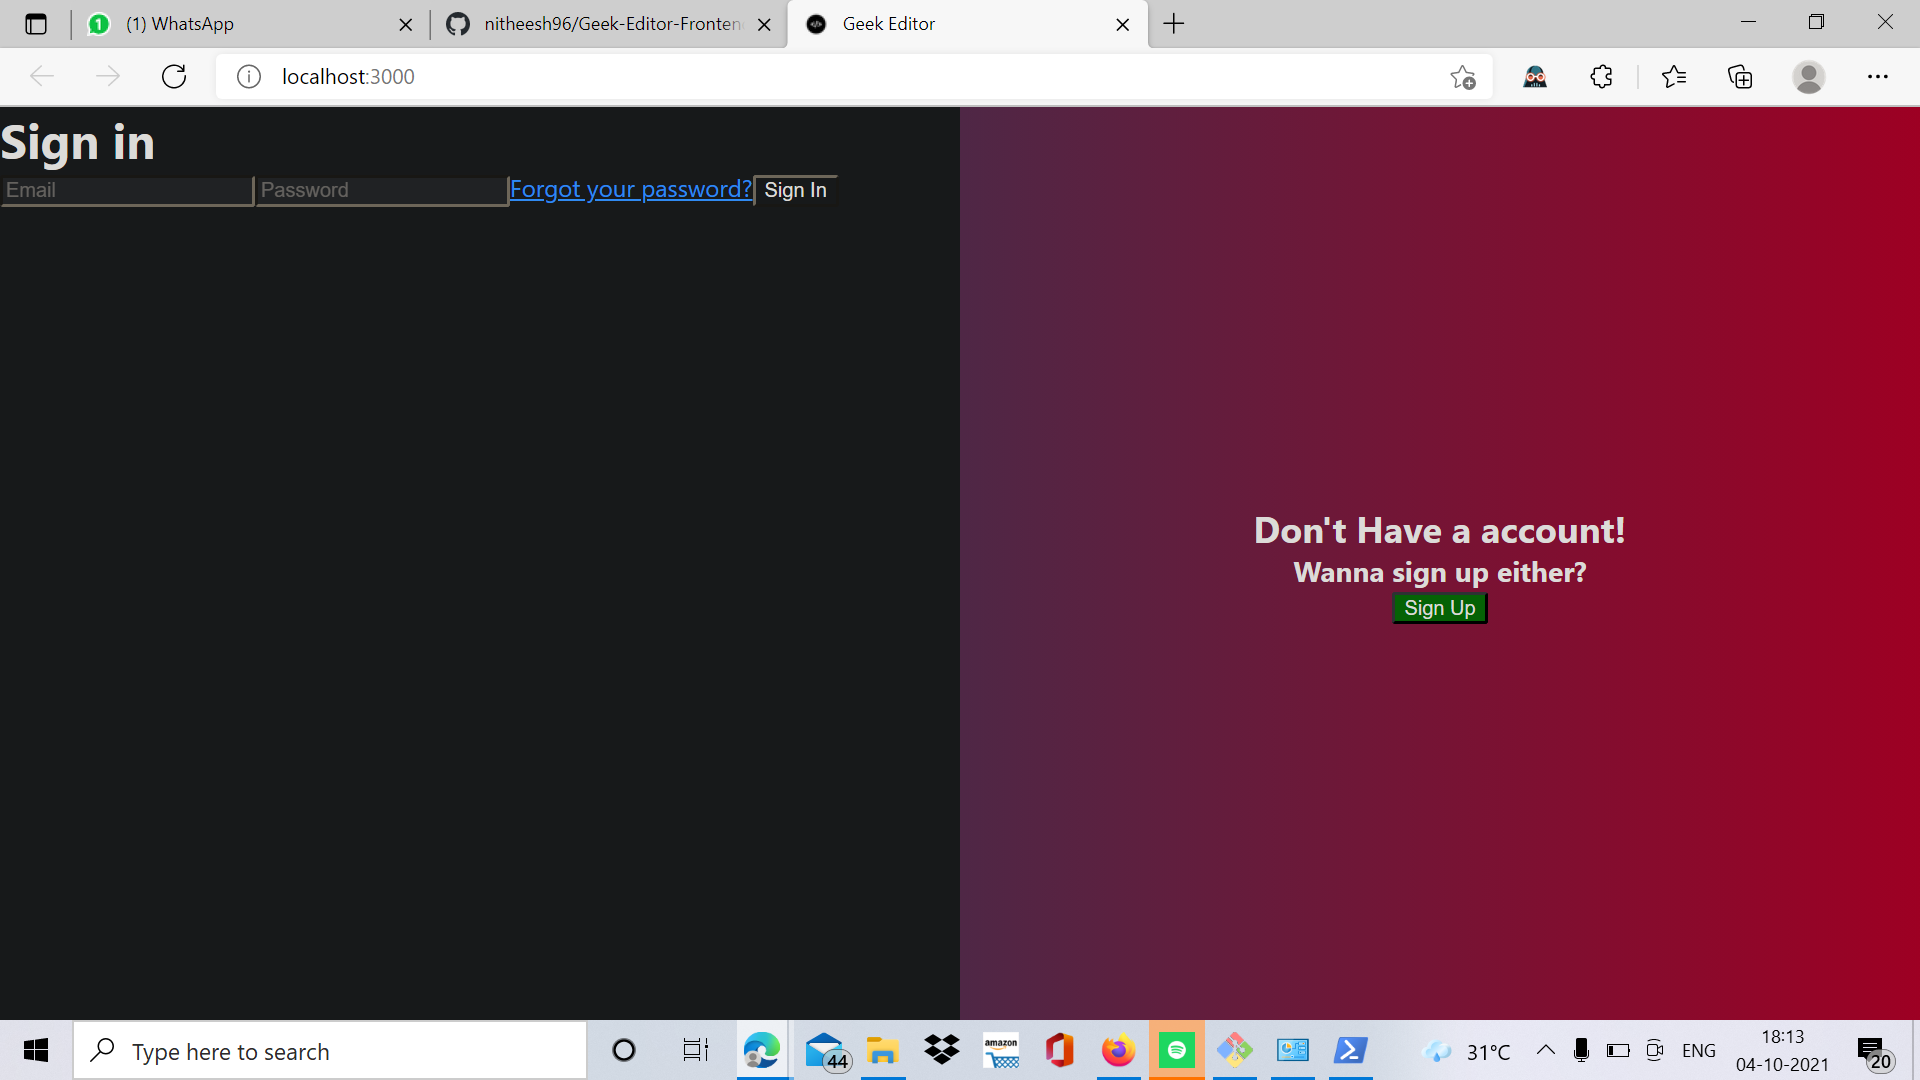 (1) WhatsApp
nitheesh96/Geek-Editor-Fronten
Geek Editor
localhost:3000
Sign in
Email
Password
Forgot your password?
Sign In
Don't Have a account!
Wanna sign up either?
Sign Up
Type here to search
44
amazon
31°C
ENG
18:13
04-10-2021
20